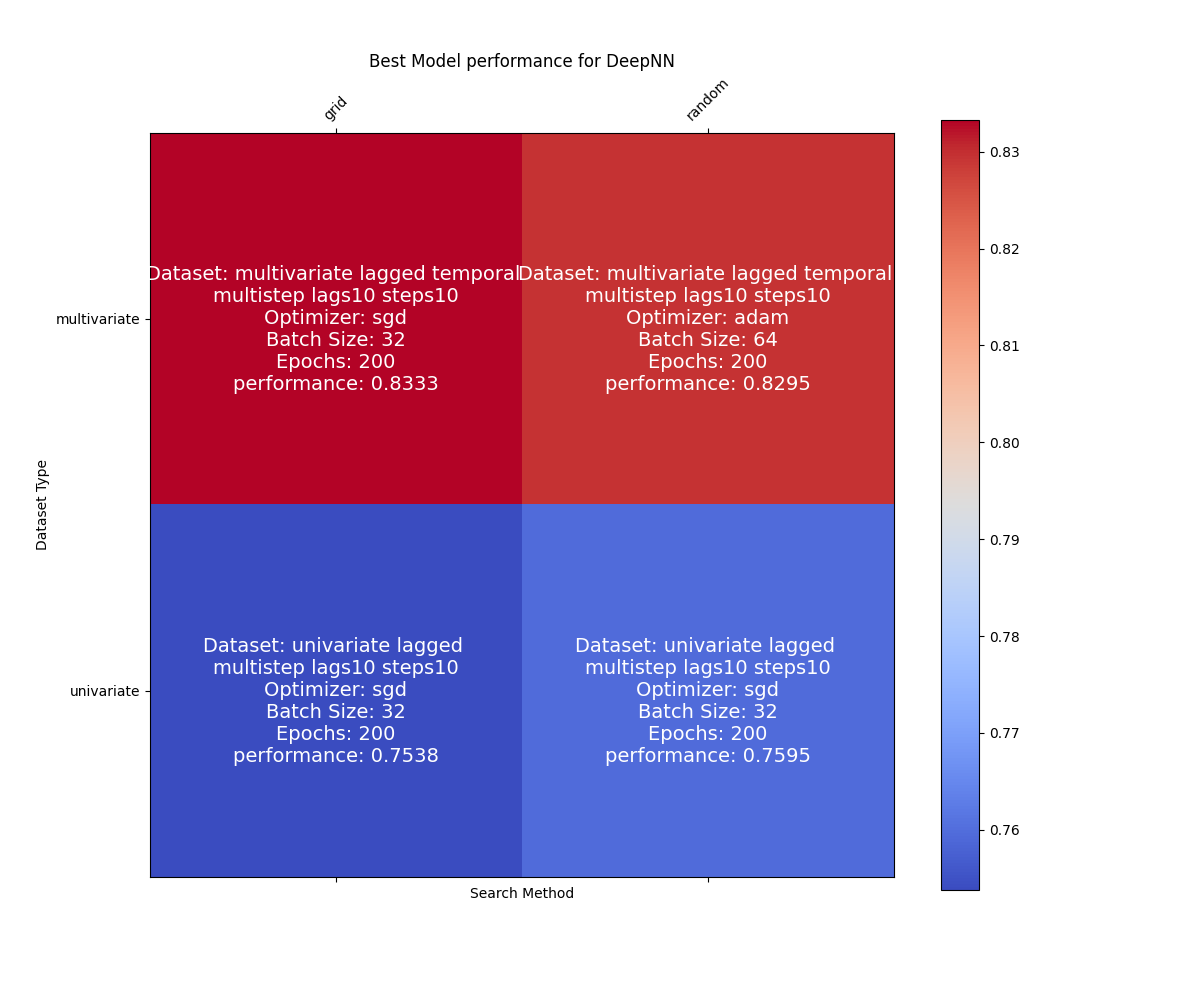 Best Model performance for DeepNN
grid
random
Dataset: multivariate lagged temporal
multistep lags10 steps10
Optimizer: sgd
Batch Size: 32
Epochs: 200
performance: 0.8333
Dataset: multivariate lagged temporal
multistep lags10 steps10
Optimizer: adam
Batch Size: 64
Epochs: 200
performance: 0.8295
multivariate
Dataset Type
Dataset: univariate lagged
multistep lags10 steps10
Optimizer: sgd
Batch Size: 32
Epochs: 200
performance: 0.7538
Dataset: univariate lagged
multistep lags10 steps10
Optimizer: sgd
Batch Size: 32
Epochs: 200
performance: 0.7595
univariate
Search Method
0.83
0.82
0.81
0.80
0.79
0.78
0.77
0.76